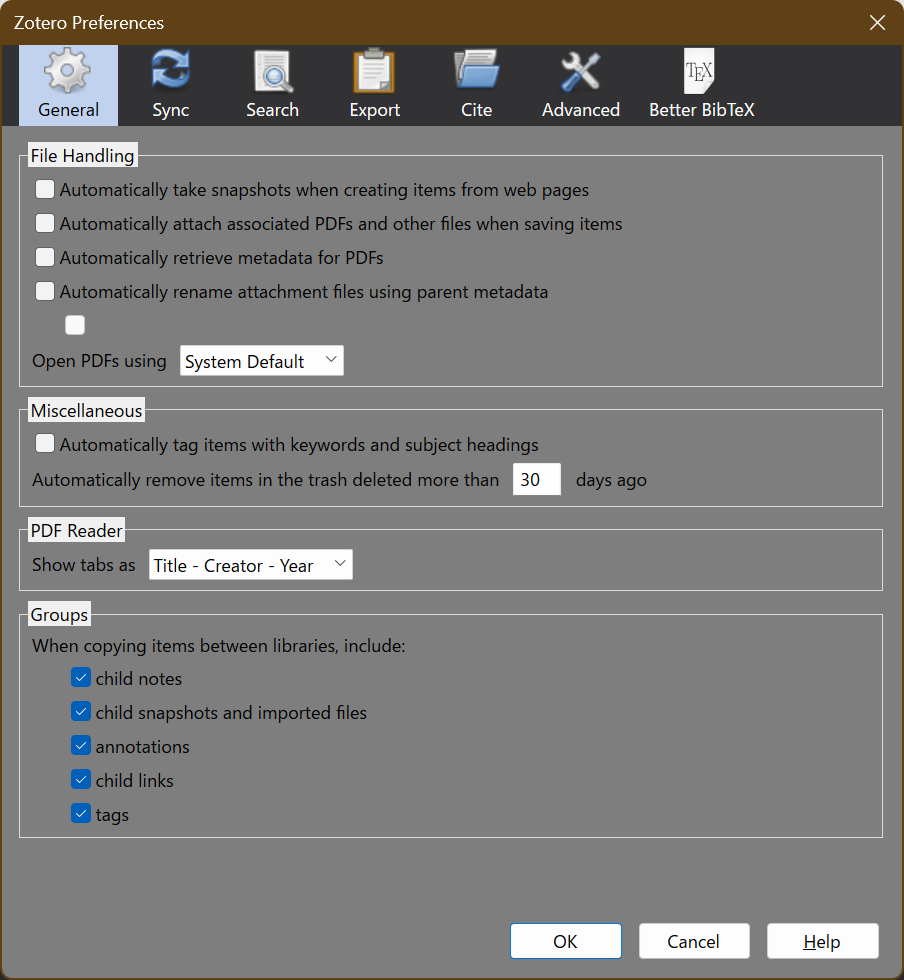 Zotero Preferences
General
Sync
Search
Export
Cite
Advanced
TEX
Better BibTeX
File Handling
Automatically take snapshots when creating items from web pages
Automatically attach associated PDFs and other files when saving items
Automatically retrieve metadata for PDFs
Automatically rename attachment files using parent metadata
Open PDFs using System Default
Miscellaneous
Automatically tag items with keywords and subject headings
Automatically remove items in the trash deleted more than 30 days ago
PDF Reader
Show tabs as Title - Creator - Year
Groups
When copying items between libraries, include:
child notes
child snapshots and imported files
annotations
child links
tags
OK
Cancel
Help